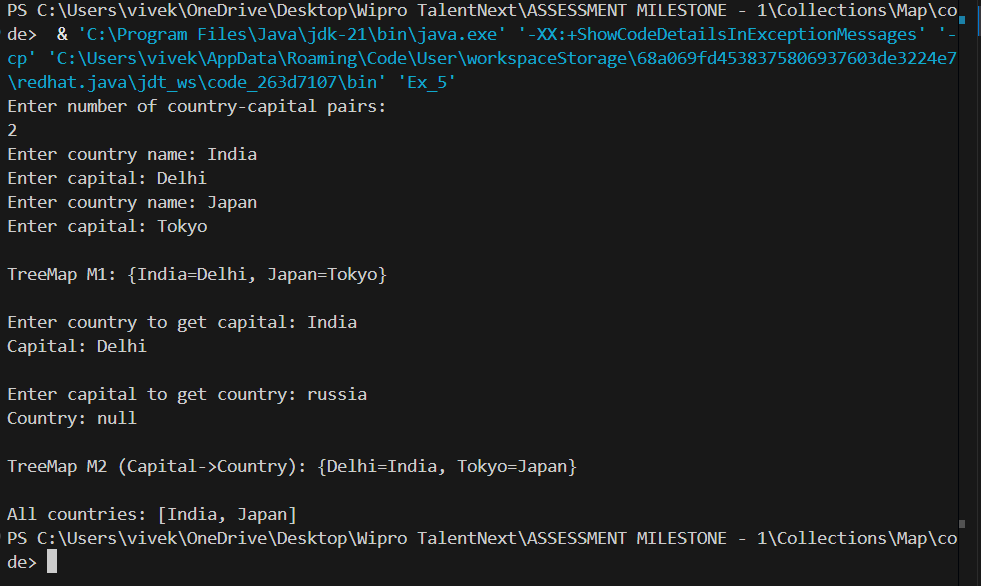 PS C:\Users\vivek\OneDrive\Desktop\Wipro TalentNext\ASSESSMENT MILESTONE - 1\Collections\Map\co
de>  & 'C:\Program Files\Java\jdk-21\bin\java.exe' '-XX:+ShowCodeDetailsInExceptionMessages' '-
cp' 'C:\Users\vivek\AppData\Roaming\Code\User\workspaceStorage\68a069fd4538375806937603de3224e7
\redhat.java\jdt_ws\code_263d7107\bin' 'Ex_5'
Enter number of country-capital pairs:
2
Enter country name: India
Enter capital: Delhi
Enter country name: Japan
Enter capital: Tokyo
TreeMap M1: {India=Delhi, Japan=Tokyo}
Enter country to get capital: India
Capital: Delhi
Enter capital to get country: russia
Country: null
TreeMap M2 (Capital->Country): {Delhi=India, Tokyo=Japan}
All countries: [India, Japan]
PS C:\Users\vivek\OneDrive\Desktop\Wipro TalentNext\ASSESSMENT MILESTONE - 1\Collections\Map\co
de>